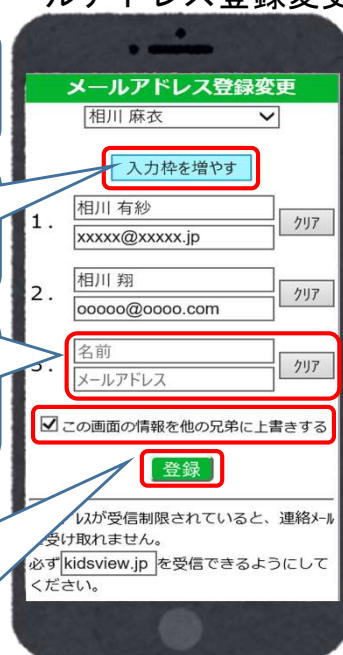 ールアドレス登録変更
メールアドレス登録変更
相川 麻衣
入力枠を増やす
1. 相川 有紗
xxxxx@xxxxx.jp
クリア
2. 相川 翔
ooooo@oooo.com
クリア
3. 名前
メールアドレス
クリア
この画面の情報を他の兄弟に上書きする
登録
ﾚｽが受信制限されていると、連絡ﾒｰﾙ
を受け取れません。
必ず kidsview.jp を受信できるようにして
ください。